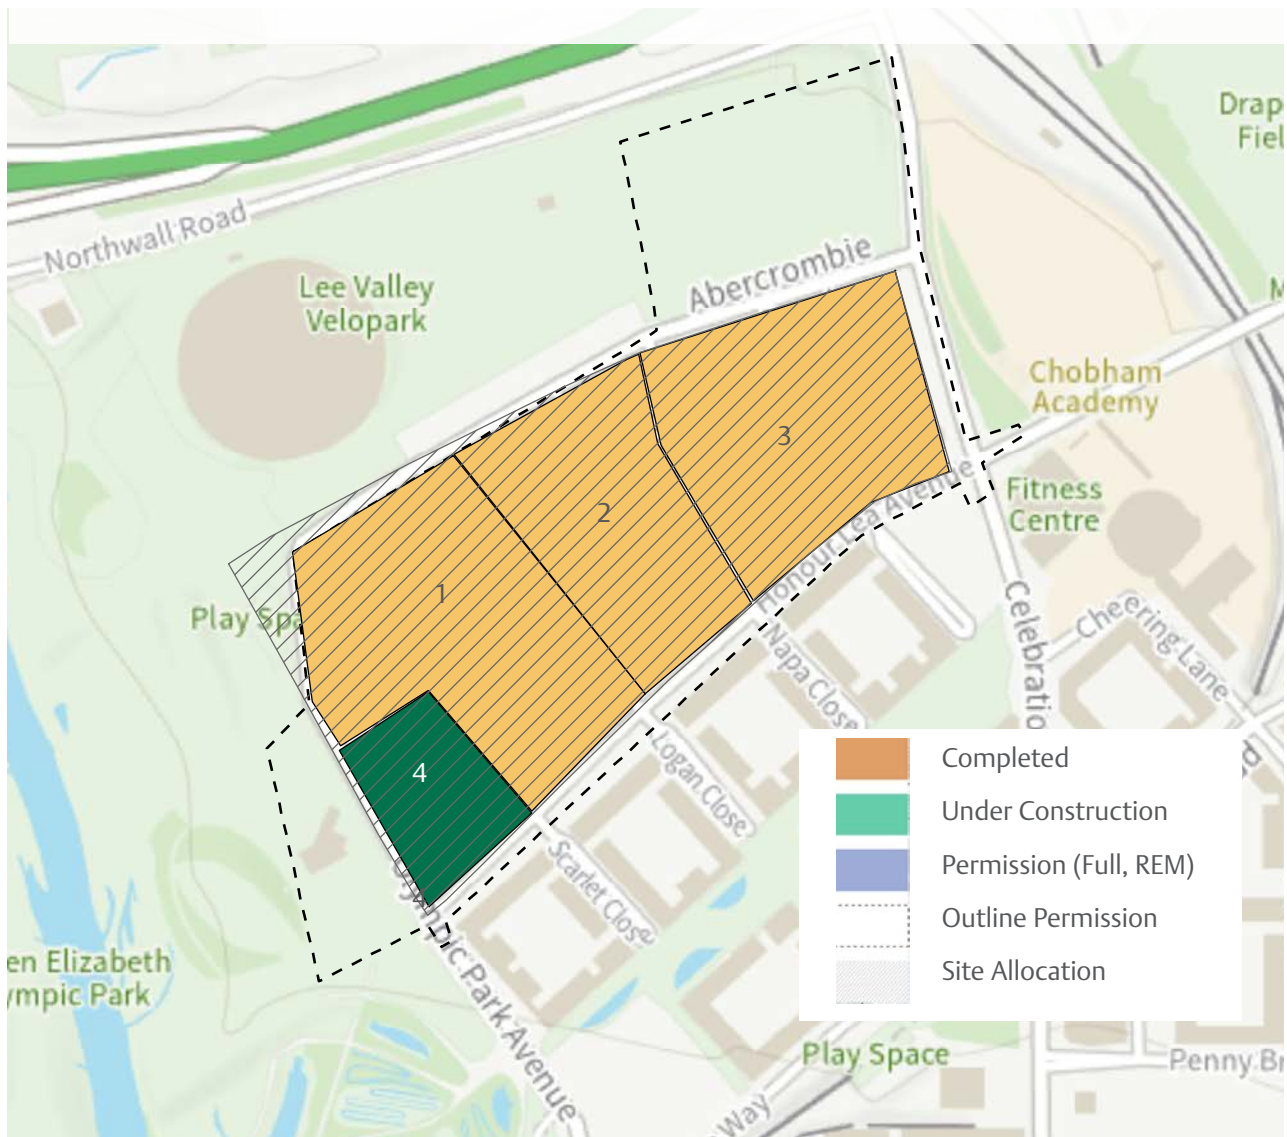 Drap
Fiel
Northwall Road
Abercrombie
Lee Valley
Velopark
M
Chobham
Academy
3
2
Honour Lea Avenue
Fitness
Centre
1
Play Spa
Celebratio
Cheering Lane
Napa Close
Logan Close
4
Scarlet Close
Completed
Under Construction
Permission (Full, REM)
Outline Permission
Site Allocation
en Elizabeth
ympic Park
Olympic Park Avenue
Play Space
Penny Br
Way